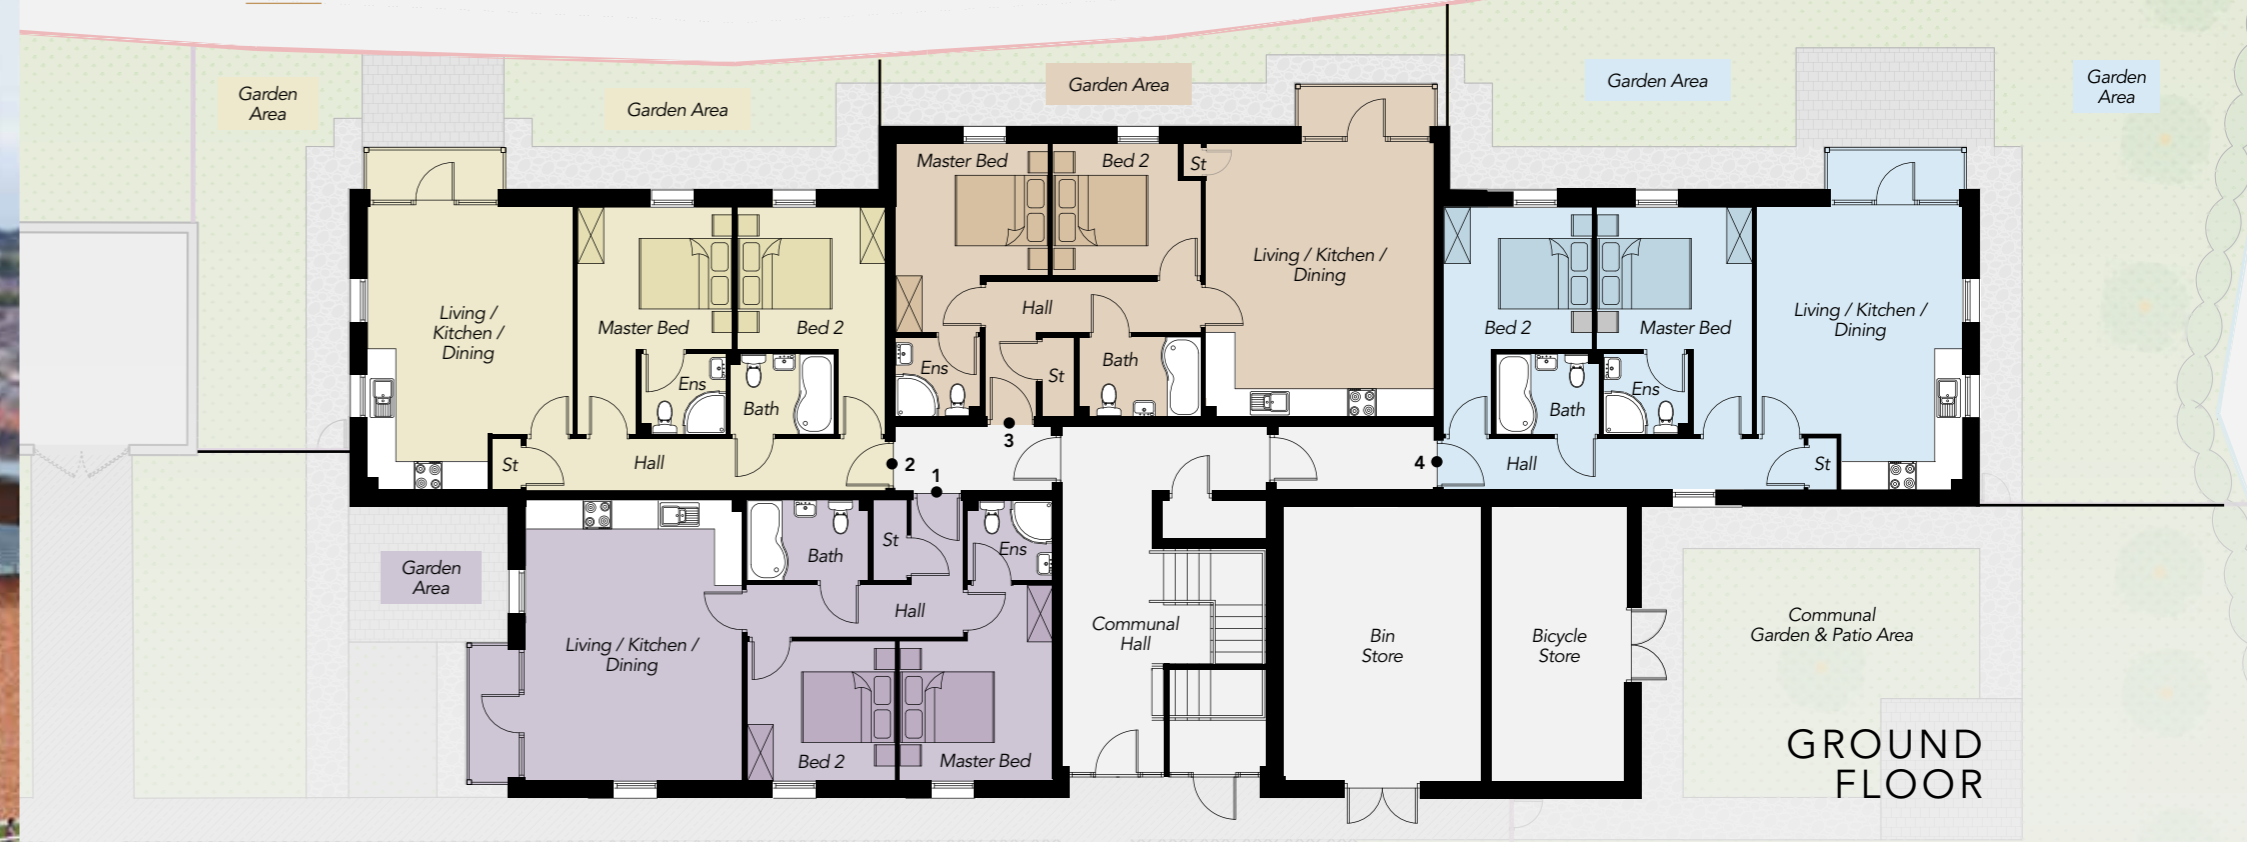 Garden
Area
Garden Area
Garden Area
Garden Area
Garden
Area
Living /
Kitchen /
Dining
Master Bed
Bed 2
Ens
Bath
St
Hall
2
Master Bed
Bed 2
St
Living / Kitchen /
Dining
Hall
Ens
St
Bath
3
1
Bed 2
Master Bed
Living / Kitchen /
Dining
Bath
Ens
4
Hall
St
Garden
Area
Living / Kitchen /
Dining
Bath
St
Ens
Hall
Bed 2
Master Bed
Communal
Hall
Bin
Store
Bicycle
Store
Communal
Garden & Patio Area
GROUND
FLOOR